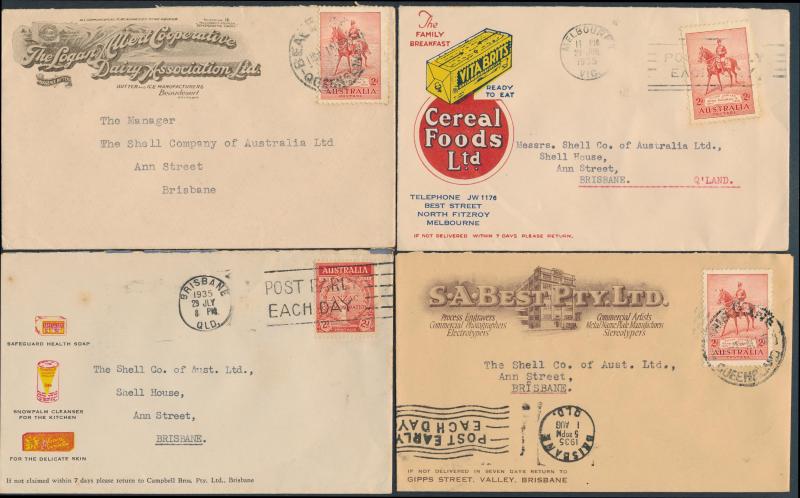 The Logan & Albert Cooperative
Dairy Association Ltd.
BUTTER AND ICE MANUFACTURERS
Beaudesert
QUEENSLAND
AUSTRALIA
The Manager
The Shell Company of Australia Ltd
Ann Street
Brisbane
The
FAMILY
BREAKFAST
VITA BRITS
READY
TO EAT
Cereal
Foods
Ltd
TELEPHONE JW 1176
BEST STREET
NORTH FITZROY
MELBOURNE
IF NOT DELIVERED WITHIN 7 DAYS PLEASE RETURN.
MELBOURNE
1935
VIC
POST
EACH
AUSTRALIA
Messrs. Shell Co. of Australia Ltd.,
Shell House,
Ann Street,
BRISBANE. Q'LAND.
BRISBANE
1935
29 JLY
8 PM
QLD.
POST EARLY
EACH DAY
AUSTRALIA
SAFEGUARD HEALTH SOAP
SNOWPALM CLEANSER
FOR THE KITCHEN
FOR THE DELICATE SKIN
The Shell Co. of Aust. Ltd.,
Snell House,
Ann Street,
BRISBANE.
If not claimed within 7 days please return to Campbell Bros. Pty. Ltd., Brisbane
S.A. BEST PTY. LTD.
Process Engravers
Commercial Photographers
Electrotypers
Commercial Artists
Metal Name Plate Manufacturers
Stereotypers
AUSTRALIA
The Shell Co. of Aust. Ltd.,
Ann Street,
BRISBANE.
POST EARLY
EACH DAY
BRISBANE
1935
1 AUG
QLD.
IF NOT DELIVERED IN SEVEN DAYS RETURN TO
GIPPS STREET, VALLEY, BRISBANE